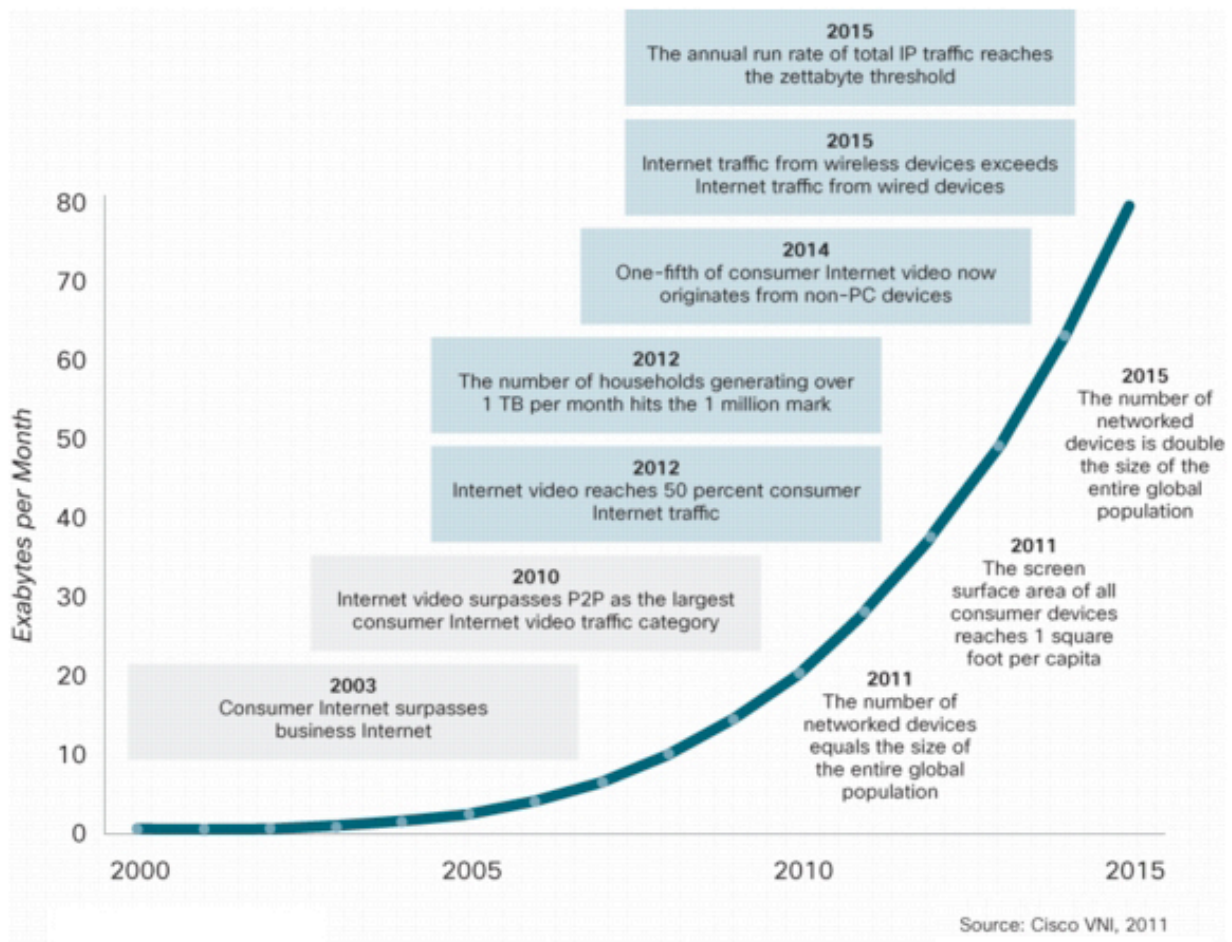 2015
The annual run rate of total IP traffic reaches
the zettabyte threshold
2015
Internet traffic from wireless devices exceeds
Internet traffic from wired devices
2014
One-fifth of consumer Internet video now
originates from non-PC devices
2012
The number of households generating over
1 TB per month hits the 1 million mark
2012
Internet video reaches 50 percent consumer
Internet traffic
2010
Internet video surpasses P2P as the largest
consumer Internet video traffic category
2003
Consumer Internet surpasses
business Internet
2015
The number of
networked
devices is double
the size of the
entire global
population
2011
The screen
surface area of all
consumer devices
reaches 1 square
foot per capita
2011
The number of
networked devices
equals the size of
the entire global
population
Exabytes per Month
80
70
60
50
40
30
20
10
0
2000
2005
2010
2015
Source: Cisco VNI, 2011